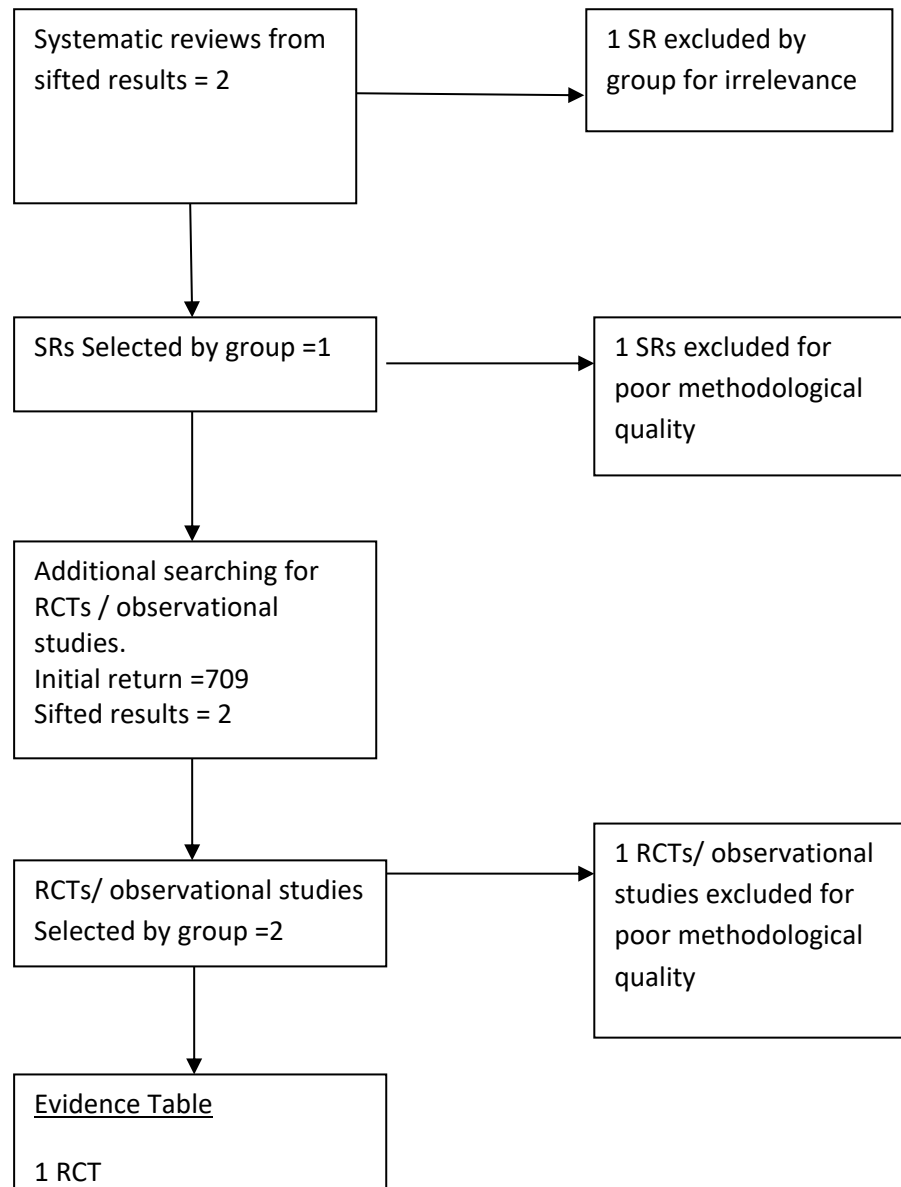 Systematic reviews from
sifted results = 2
1 SR excluded by
group for irrelevance
SRs Selected by group =1
1 SRs excluded for
poor methodological
quality
Additional searching for
RCTs / observational
studies.
Initial return =709
Sifted results = 2
RCTs/ observational studies
Selected by group =2
1 RCTs/ observational
studies excluded for
poor methodological
quality
Evidence Table
1 RCT